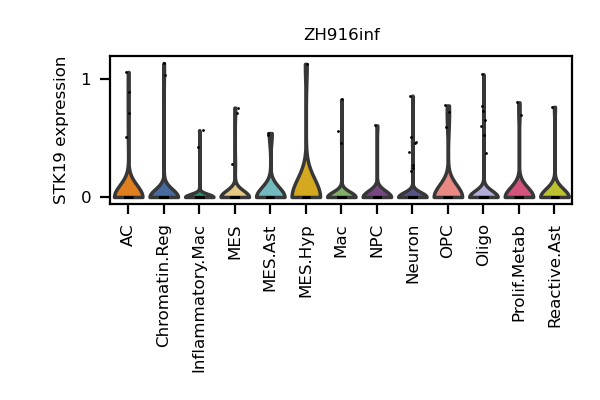 ZH916inf
STK19 expression
1
0
AC
Chromatin.Reg
Inflammatory.Mac
MES
MES.Ast
MES.Hyp
Mac
NPC
Neuron
OPC
Oligo
Prolif.Metab
Reactive.Ast